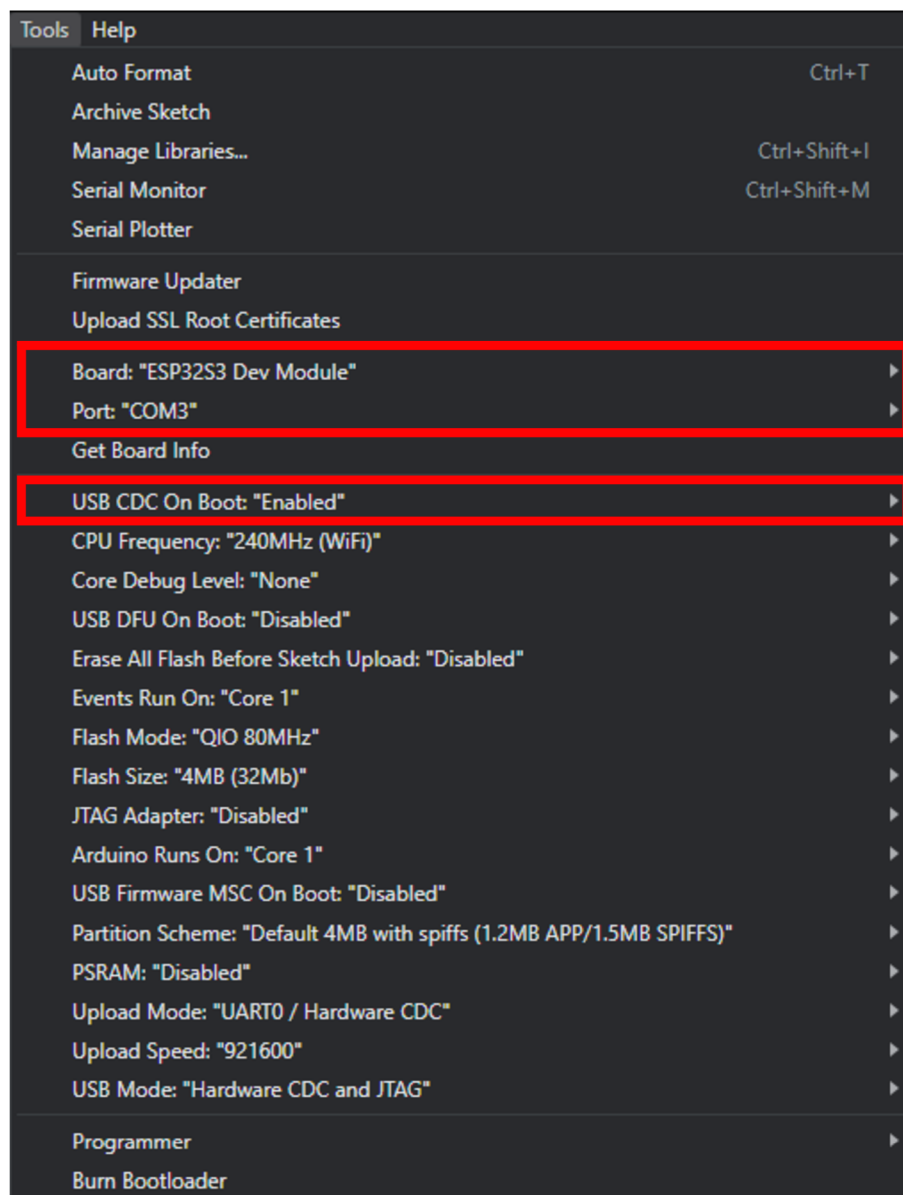 Tools Help
Auto Format Ctrl+T
Archive Sketch
Manage Libraries... Ctrl+Shift+I
Serial Monitor Ctrl+Shift+M
Serial Plotter
Firmware Updater
Upload SSL Root Certificates
Board: "ESP32S3 Dev Module"
Port: "COM3"
Get Board Info
USB CDC On Boot: "Enabled"
CPU Frequency: "240MHz (WiFi)"
Core Debug Level: "None"
USB DFU On Boot: "Disabled"
Erase All Flash Before Sketch Upload: "Disabled"
Events Run On: "Core 1"
Flash Mode: "QIO 80MHz"
Flash Size: "4MB (32Mb)"
JTAG Adapter: "Disabled"
Arduino Runs On: "Core 1"
USB Firmware MSC On Boot: "Disabled"
Partition Scheme: "Default 4MB with spiffs (1.2MB APP/1.5MB SPIFFS)"
PSRAM: "Disabled"
Upload Mode: "UART0 / Hardware CDC"
Upload Speed: "921600"
USB Mode: "Hardware CDC and JTAG"
Programmer
Burn Bootloader